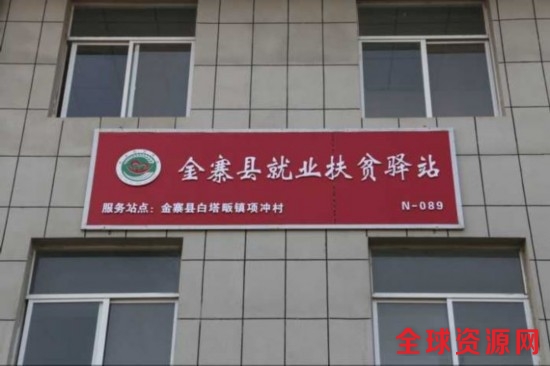 金寨县就业扶贫驿站
服务站点：金寨县白塔畈镇项冲村
N-089
全球资源网